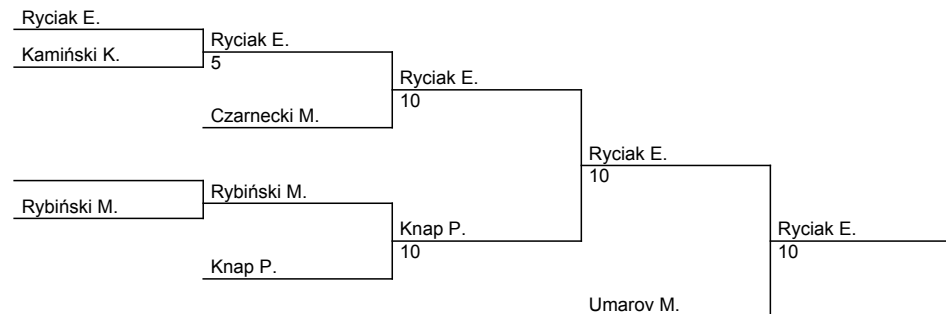 Ryciak E.
Kamiński K.
Ryciak E.
5
Czarnecki M.
Ryciak E.
10
Rybiński M.
Rybiński M.
Knap P.
Knap P.
10
Ryciak E.
10
Umarov M.
Ryciak E.
10